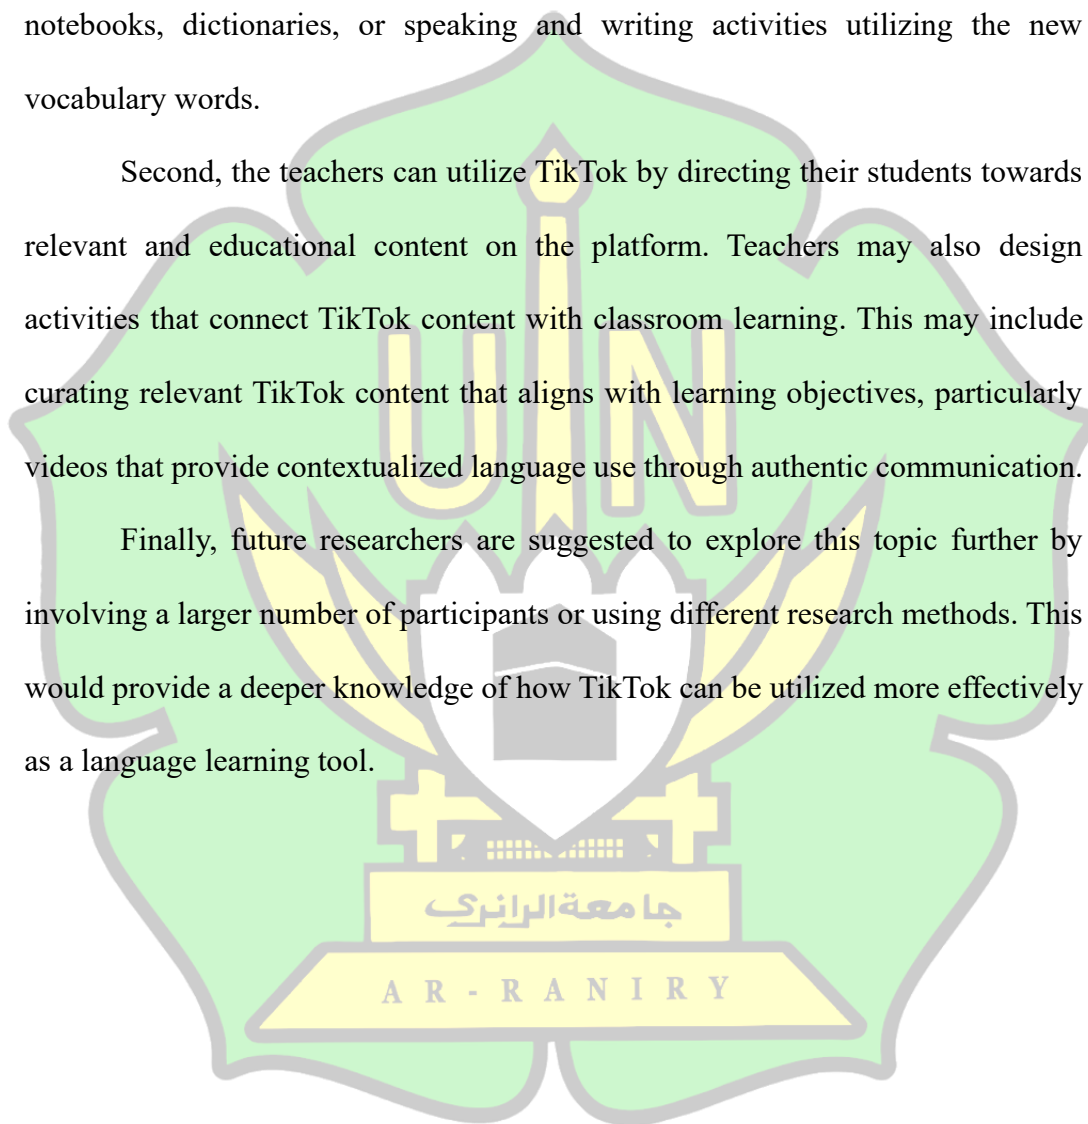 notebooks, dictionaries, or speaking and writing activities utilizing the new
vocabulary words.
Second, the teachers can utilize TikTok by directing their students towards
relevant and educational content on the platform. Teachers may also design
activities that connect TikTok content with classroom learning. This may include
curating relevant TikTok content that aligns with learning objectives, particularly
videos that provide contextualized language use through authentic communication.
Finally, future researchers are suggested to explore this topic further by
involving a larger number of participants or using different research methods. This
would provide a deeper knowledge of how TikTok can be utilized more effectively
as a language learning tool.
UIN
جامعة الرانري
AR-RANIRY